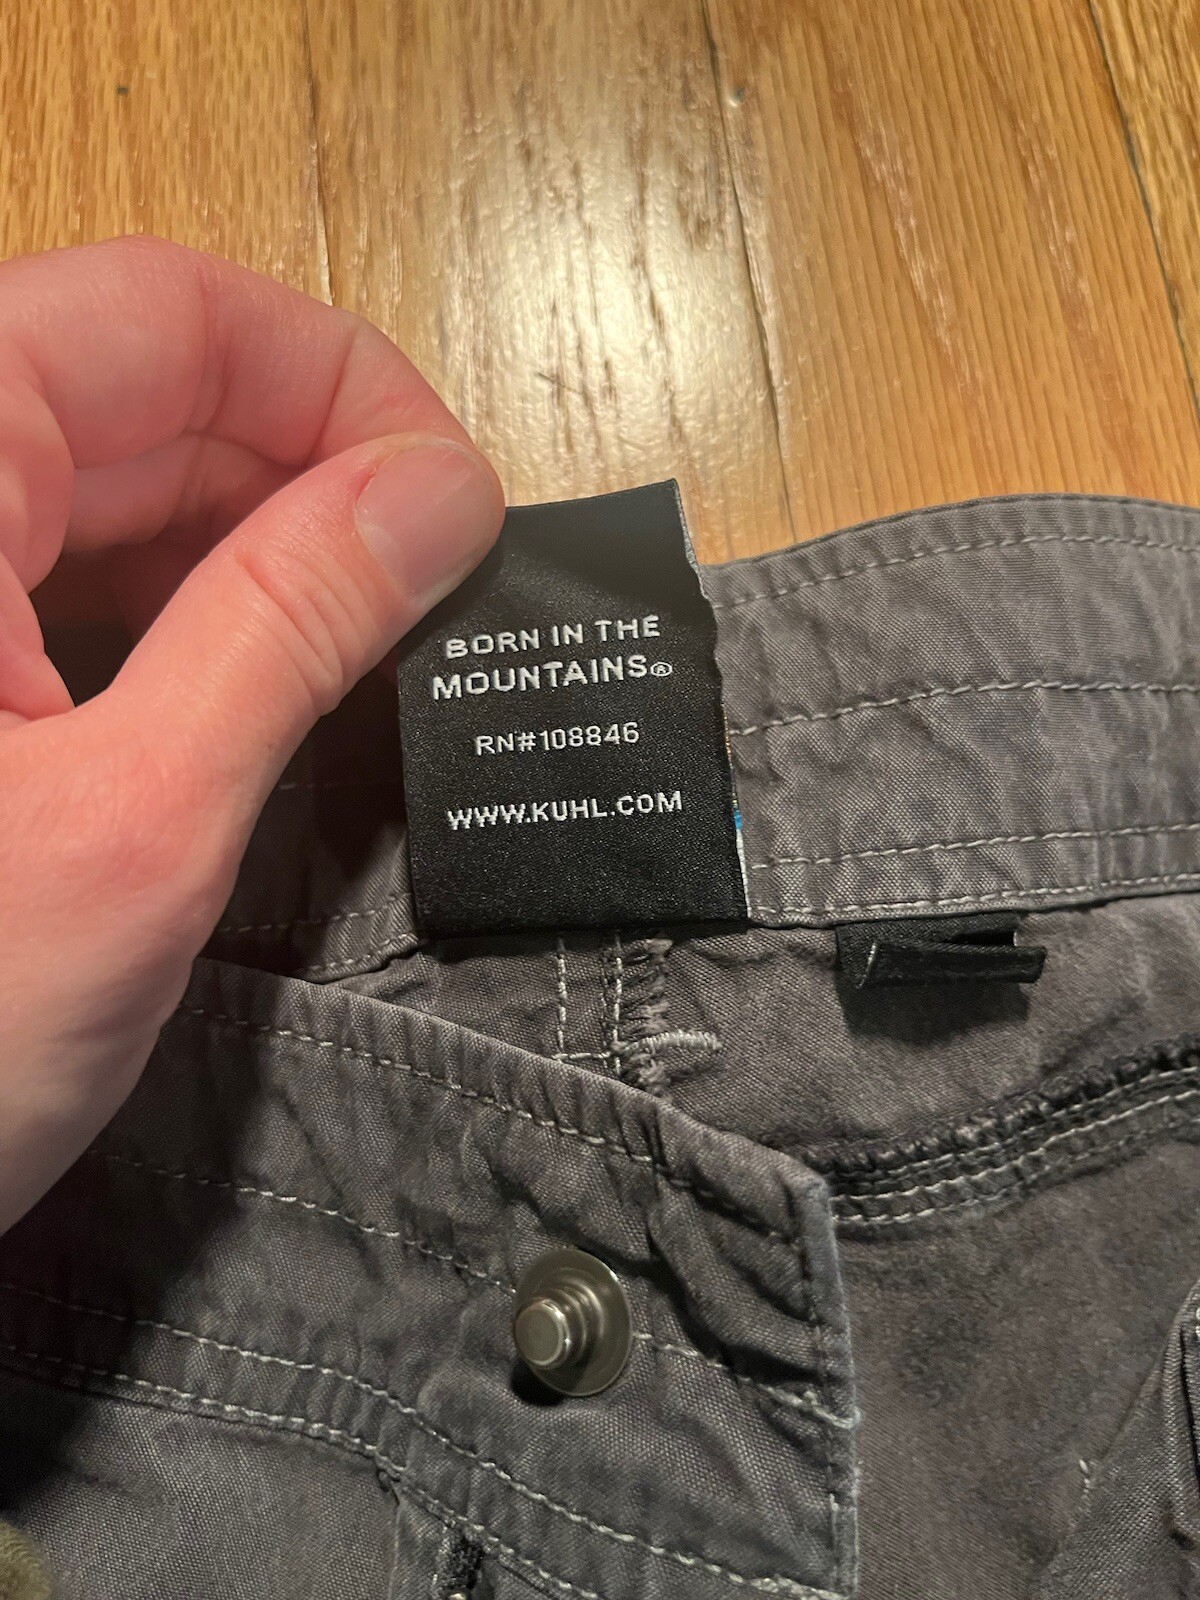 BORN IN THE
MOUNTAINS®
RN#108846
WWW.KUHL.COM